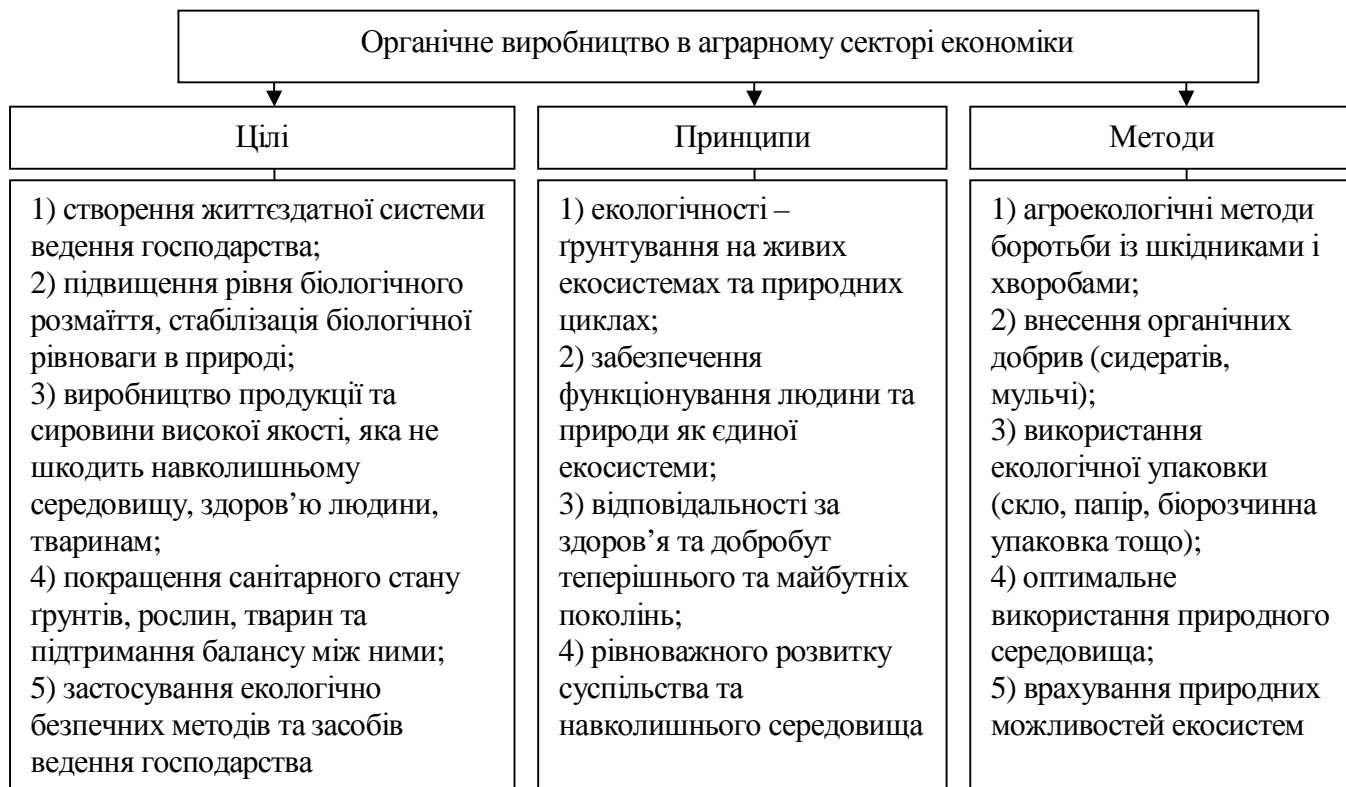 Органічне виробництво в аграрному секторі економіки
Цілі
1) створення життєздатної системи
ведення господарства;
2) підвищення рівня біологічного
розмаїття, стабілізація біологічної
рівноваги в природі;
3) виробництво продукції та
сировини високої якості, яка не
шкодить навколишньому
середовищу, здоров’ю людини,
тваринам;
4) покращення санітарного стану
ґрунтів, рослин, тварин та
підтримання балансу між ними;
5) застосування екологічно
безпечних методів та засобів
ведення господарства
Принципи
1) екологічності –
ґрунтування на живих
екосистемах та природних
циклах;
2) забезпечення
функціонування людини та
природи як єдиної
екосистеми;
3) відповідальності за
здоров’я та добробут
теперішнього та майбутніх
поколінь;
4) рівноважного розвитку
суспільства та
навколишнього середовища
Методи
1) агроекологічні методи
боротьби із шкідниками і
хворобами;
2) внесення органічних
добрив (сидератів,
мульчі);
3) використання
екологічної упаковки
(скло, папір, біорозчинна
упаковка тощо);
4) оптимальне
використання природного
середовища;
5) врахування природних
можливостей екосистем